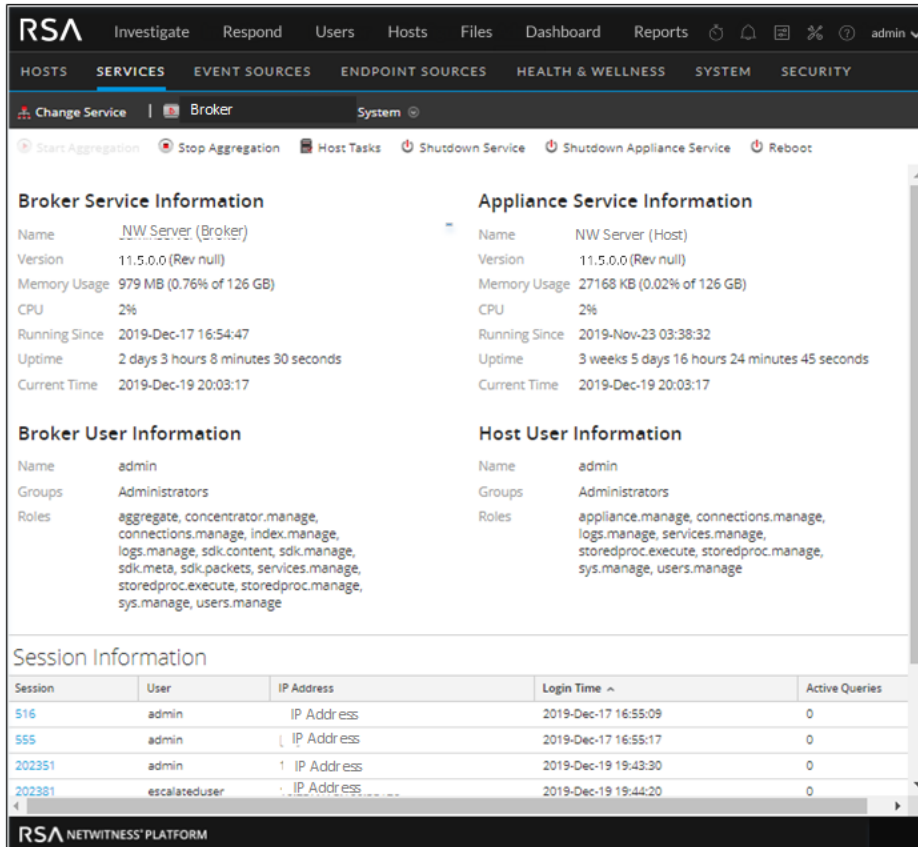 RSA Investigate Respond Users Hosts Files Dashboard Reports admin
HOSTS SERVICES EVENT SOURCES ENDPOINT SOURCES HEALTH & WELLNESS SYSTEM SECURITY
Change Service | Broker System
Start Aggregation Stop Aggregation Host Tasks Shutdown Service Shutdown Appliance Service Reboot
Broker Service Information
Name NW Server (Broker)
Version 11.5.0.0 (Rev null)
Memory Usage 979 MB (0.76% of 126 GB)
CPU 2%
Running Since 2019-Dec-17 16:54:47
Uptime 2 days 3 hours 8 minutes 30 seconds
Current Time 2019-Dec-19 20:03:17
Appliance Service Information
Name NW Server (Host)
Version 11.5.0.0 (Rev null)
Memory Usage 27168 KB (0.02% of 126 GB)
CPU 2%
Running Since 2019-Nov-23 03:38:32
Uptime 3 weeks 5 days 16 hours 24 minutes 45 seconds
Current Time 2019-Dec-19 20:03:17
Broker User Information
Name admin
Groups Administrators
Roles aggregate, concentrator.manage,
connections.manage, index.manage,
logs.manage, sdk.content, sdk.manage,
sdk.meta, sdk.packets, services.manage,
storedproc.execute, storedproc.manage,
sys.manage, users.manage
Host User Information
Name admin
Groups Administrators
Roles appliance.manage, connections.manage,
logs.manage, services.manage,
storedproc.execute, storedproc.manage,
sys.manage, users.manage
Session Information
Session User IP Address Login Time Active Queries
516 admin IP Address 2019-Dec-17 16:55:09 0
555 admin IP Address 2019-Dec-17 16:55:17 0
202351 admin IP Address 2019-Dec-19 19:43:30 0
202381 escalateduser IP Address 2019-Dec-19 19:44:20 0
RSA NETWITNESS® PLATFORM